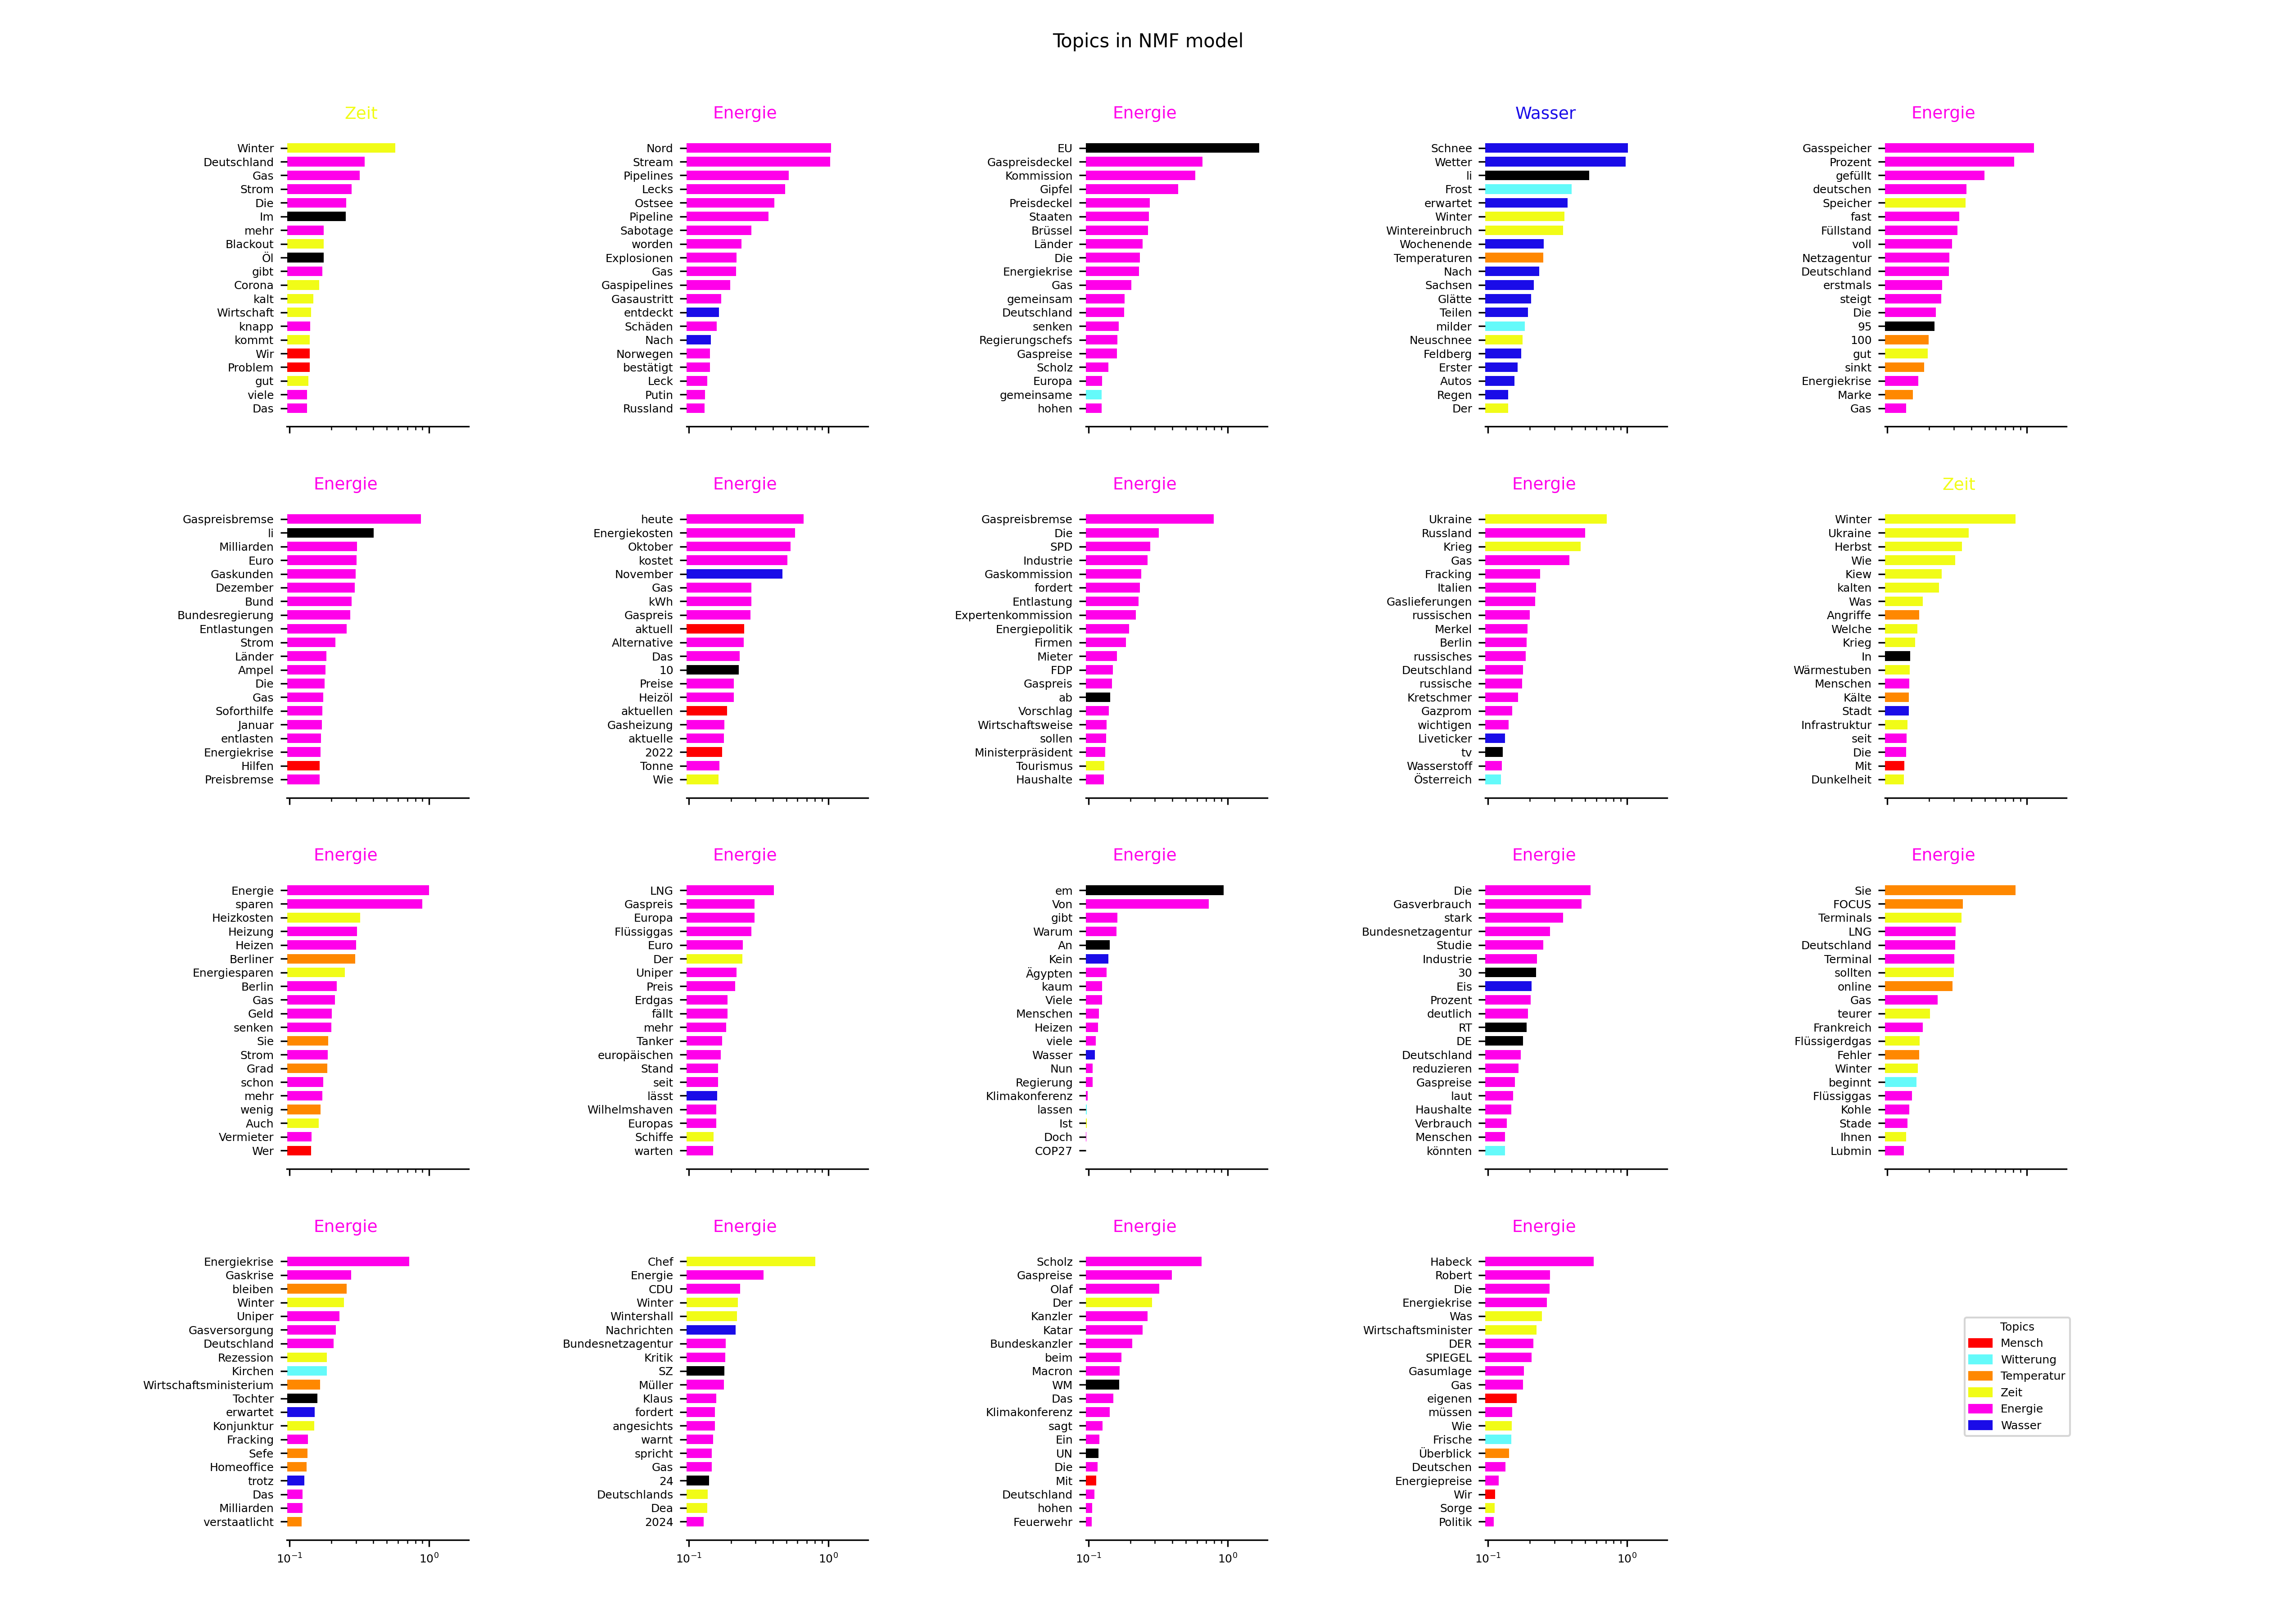 Topics in NMF model
Zeit
Winter
Deutschland
Gas
Strom
Die
Im
mehr
Blackout
Öl
gibt
Corona
kalt
Wirtschaft
knapp
kommt
Wir
Problem
gut
viele
Das
Energie
Nord
Stream
Pipelines
Lecks
Ostsee
Pipeline
Sabotage
worden
Explosionen
Gas
Gaspipelines
Gasaustritt
entdeckt
Schäden
Nach
Norwegen
bestätigt
Leck
Putin
Russland
Energie
EU
Gaspreisdeckel
Kommission
Gipfel
Preisdeckel
Staaten
Brüssel
Länder
Die
Energiekrise
Gas
gemeinsam
Deutschland
senken
Regierungschefs
Gaspreise
Scholz
Europa
gemeinsame
hohen
Wasser
Schnee
Wetter
li
Frost
erwartet
Winter
Wintereinbruch
Wochenende
Temperaturen
Nach
Sachsen
Glätte
Teilen
milder
Neuschnee
Feldberg
Erster
Autos
Regen
Der
Energie
Gasspeicher
Prozent
gefüllt
deutschen
Speicher
fast
Füllstand
voll
Netzagentur
Deutschland
erstmals
steigt
Die
95
100
gut
sinkt
Energiekrise
Marke
Gas
Energie
Gaspreisbremse
li
Milliarden
Euro
Gaskunden
Dezember
Bund
Bundesregierung
Entlastungen
Strom
Länder
Ampel
Die
Gas
Soforthilfe
Januar
entlasten
Energiekrise
Hilfen
Preisbremse
Energie
heute
Energiekosten
Oktober
kostet
November
Gas
kWh
Gaspreis
aktuell
Alternative
Das
10
Preise
Heizöl
aktuellen
Gasheizung
aktuelle
2022
Tonne
Wie
Energie
Gaspreisbremse
Die
SPD
Industrie
Gaskommission
fordert
Entlastung
Expertenkommission
Energiepolitik
Firmen
Mieter
FDP
Gaspreis
ab
Vorschlag
Wirtschaftsweise
sollen
Ministerpräsident
Tourismus
Haushalte
Energie
Ukraine
Russland
Krieg
Gas
Fracking
Italien
Gaslieferungen
russischen
Merkel
Berlin
russisches
Deutschland
russische
Kretschmer
Gazprom
wichtigen
Liveticker
tv
Wasserstoff
Österreich
Zeit
Winter
Ukraine
Herbst
Wie
Kiew
kalten
Was
Angriffe
Welche
Krieg
In
Wärmestuben
Menschen
Kälte
Stadt
Infrastruktur
seit
Die
Mit
Dunkelheit
Energie
Energie
sparen
Heizkosten
Heizung
Heizen
Berliner
Energiesparen
Berlin
Gas
Geld
senken
Sie
Strom
Grad
schon
mehr
wenig
Auch
Vermieter
Wer
Energie
LNG
Gaspreis
Europa
Flüssiggas
Euro
Der
Uniper
Preis
Erdgas
fällt
mehr
Tanker
europäischen
Stand
seit
lässt
Wilhelmshaven
Europas
Schiffe
warten
Energie
em
Von
gibt
Warum
An
Kein
Ägypten
kaum
Viele
Menschen
Heizen
viele
Wasser
Nun
Regierung
Klimakonferenz
lassen
Ist
Doch
COP27
Energie
Die
Gasverbrauch
stark
Bundesnetzagentur
Studie
Industrie
30
Eis
Prozent
deutlich
RT
DE
Deutschland
reduzieren
Gaspreise
laut
Haushalte
Verbrauch
Menschen
könnten
Energie
Sie
FOCUS
Terminals
LNG
Deutschland
Terminal
sollten
online
Gas
teurer
Frankreich
Flüssigerdgas
Fehler
Winter
beginnt
Flüssiggas
Kohle
Stade
Ihnen
Lubmin
Energie
Energiekrise
Gaskrise
bleiben
Winter
Uniper
Gasversorgung
Deutschland
Rezession
Kirchen
Wirtschaftsministerium
Tochter
erwartet
Konjunktur
Fracking
Sefe
Homeoffice
trotz
Das
Milliarden
verstaatlicht
10⁻¹ 10⁰
Energie
Chef
Energie
CDU
Winter
Wintershall
Nachrichten
Bundesnetzagentur
Kritik
SZ
Müller
Klaus
fordert
angesichts
warnt
spricht
Gas
24
Deutschlands
Dea
2024
10⁻¹ 10⁰
Energie
Scholz
Gaspreise
Olaf
Der
Kanzler
Katar
Bundeskanzler
beim
Macron
WM
Das
Klimakonferenz
sagt
Ein
UN
Die
Mit
Deutschland
hohen
Feuerwehr
10⁻¹ 10⁰
Energie
Habeck
Robert
Die
Energiekrise
Was
Wirtschaftsminister
DER
SPIEGEL
Gasumlage
Gas
eigenen
müssen
Wie
Frische
Überblick
Deutschen
Energiepreise
Wir
Sorge
Politik
10⁻¹ 10⁰
Topics
Mensch
Witterung
Temperatur
Zeit
Energie
Wasser